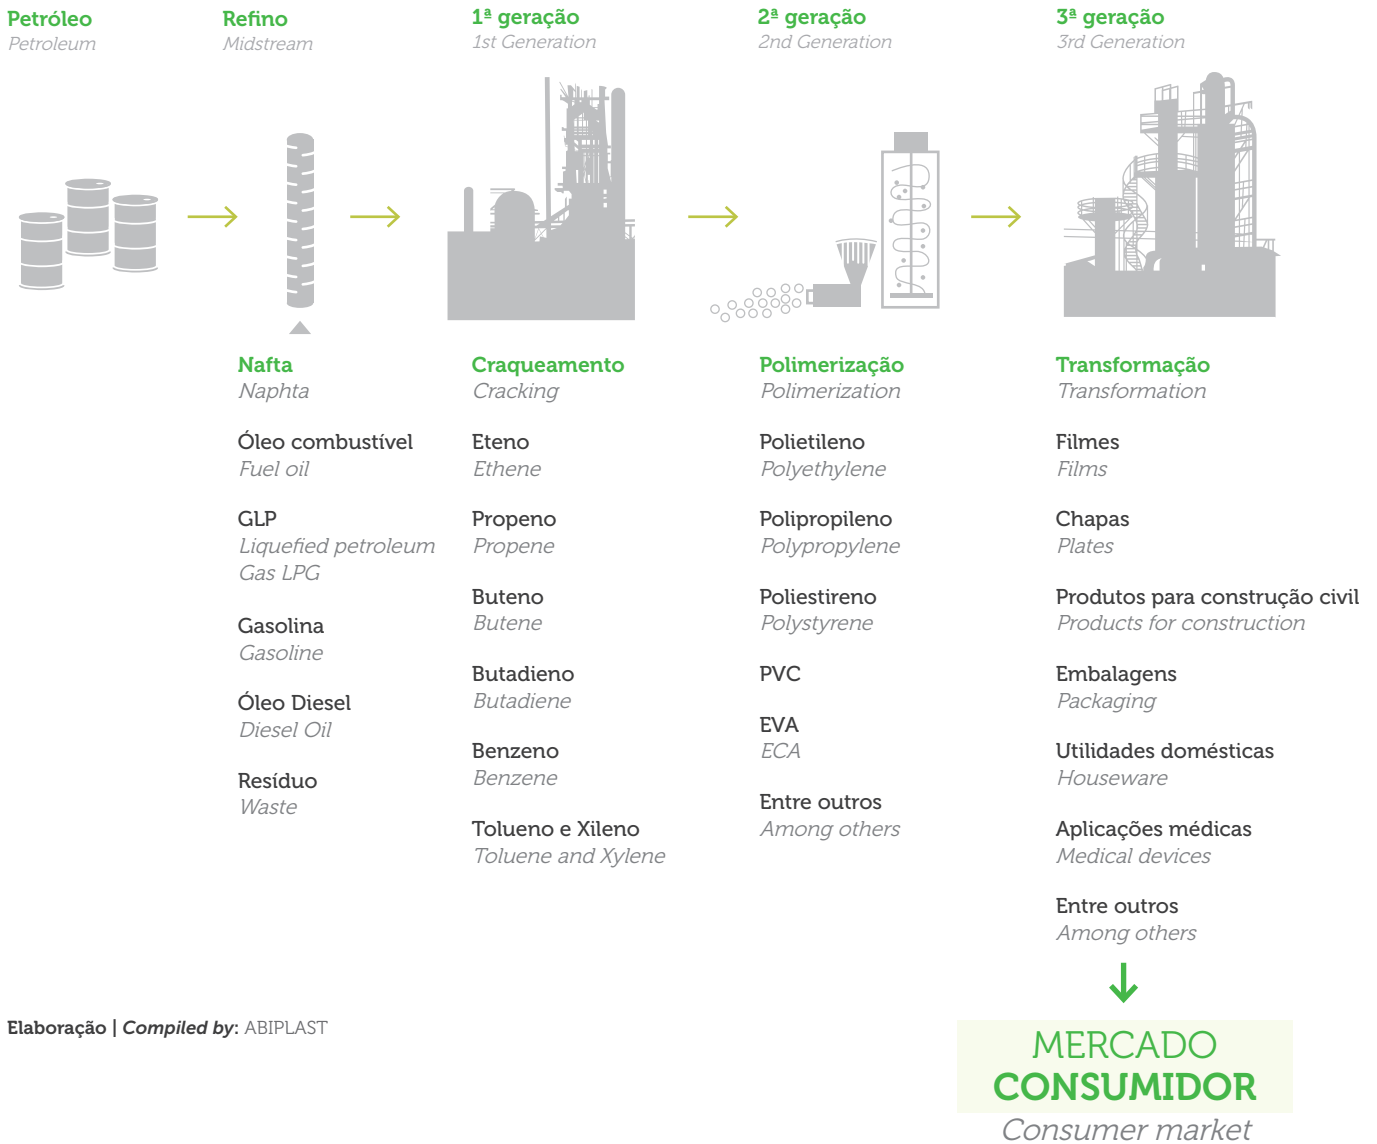 Petróleo
Petroleum
Refino
Midstream
1ª geração
1st Generation
2ª geração
2nd Generation
3ª geração
3rd Generation
Nafta
Naphta
Óleo combustível
Fuel oil
GLP
Liquefied petroleum
Gas LPG
Gasolina
Gasoline
Óleo Diesel
Diesel Oil
Resíduo
Waste
Craqueamento
Cracking
Eteno
Ethene
Propeno
Propene
Buteno
Butene
Butadieno
Butadiene
Benzeno
Benzene
Tolueno e Xileno
Toluene and Xylene
Polimerização
Polimerization
Polietileno
Polyethylene
Polipropileno
Polypropylene
Poliestireno
Polystyrene
PVC
EVA
ECA
Entre outros
Among others
Transformação
Transformation
Filmes
Films
Chapas
Plates
Produtos para construção civil
Products for construction
Embalagens
Packaging
Utilidades domésticas
Houseware
Aplicações médicas
Medical devices
Entre outros
Among others
MERCADO
CONSUMIDOR
Consumer market
Elaboração | Compiled by: ABIPLAST